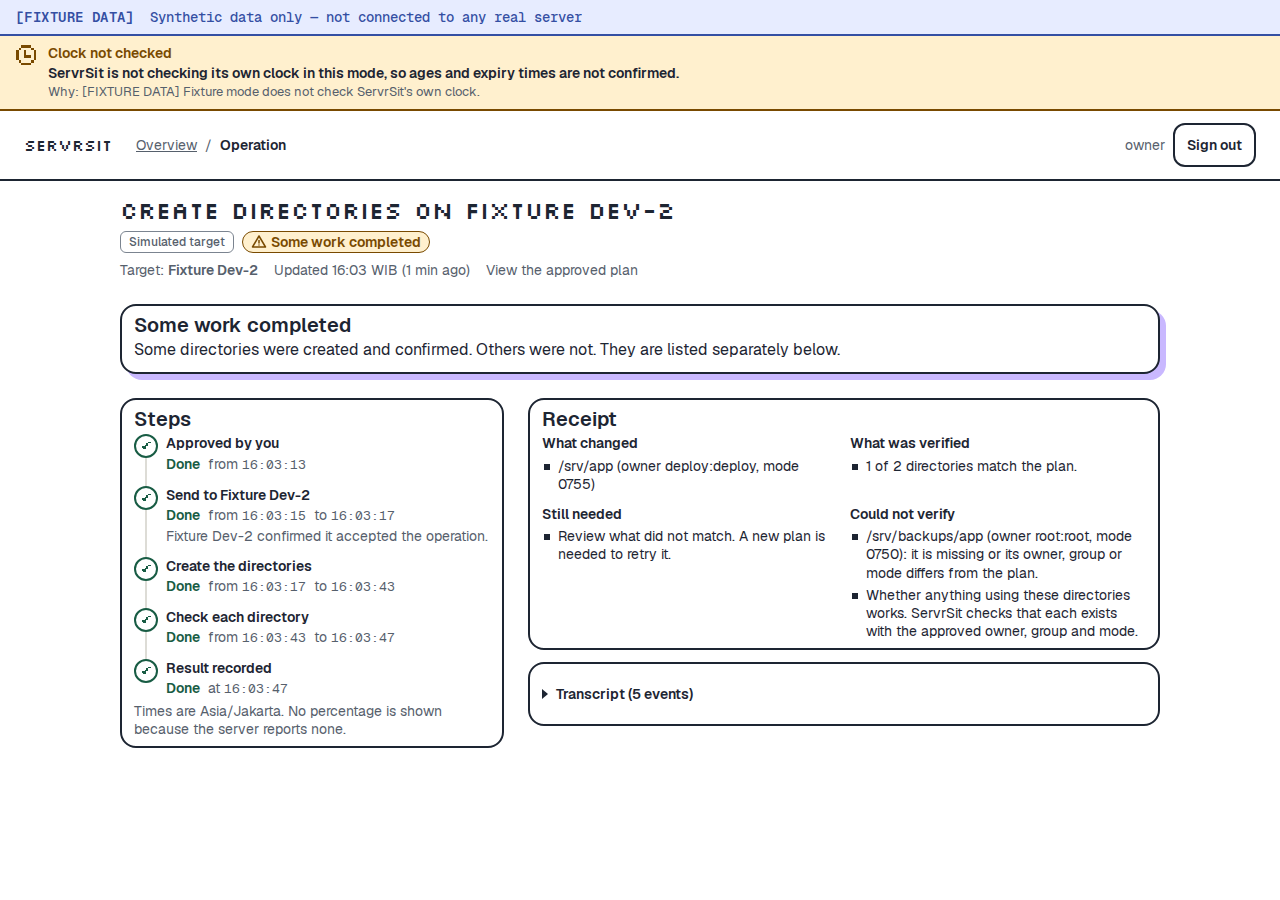 [FIXTURE DATA] Synthetic data only — not connected to any real server
Clock not checked
ServrSit is not checking its own clock in this mode, so ages and expiry times are not confirmed.
Why: [FIXTURE DATA] Fixture mode does not check ServrSit's own clock.
SERVRSIT
Overview / Operation
owner
Sign out
CREATE DIRECTORIES ON FIXTURE DEV-2
Simulated target
Some work completed
Target: Fixture Dev-2 Updated 16:03 WIB (1 min ago) View the approved plan
Some work completed
Some directories were created and confirmed. Others were not. They are listed separately below.
Steps
Approved by you
Done from 16:03:13
Send to Fixture Dev-2
Done from 16:03:15 to 16:03:17
Fixture Dev-2 confirmed it accepted the operation.
Create the directories
Done from 16:03:17 to 16:03:43
Check each directory
Done from 16:03:43 to 16:03:47
Result recorded
Done at 16:03:47
Times are Asia/Jakarta. No percentage is shown
because the server reports none.
Receipt
What changed
/srv/app (owner deploy:deploy, mode
0755)
What was verified
1 of 2 directories match the plan.
Still needed
Review what did not match. A new plan is
needed to retry it.
Could not verify
/srv/backups/app (owner root:root, mode
0750): it is missing or its owner, group or
mode differs from the plan.
Whether anything using these directories
works. ServrSit checks that each exists
with the approved owner, group and mode.
Transcript (5 events)